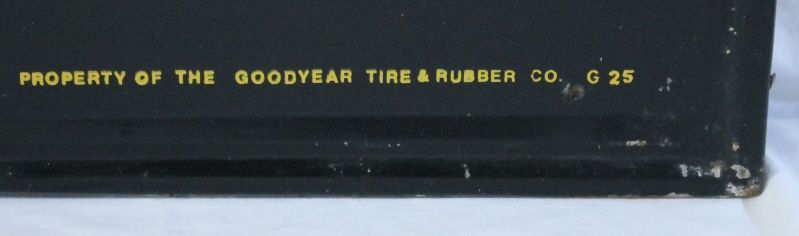 PROPERTY OF THE GOODYEAR TIRE & RUBBER CO. G 25